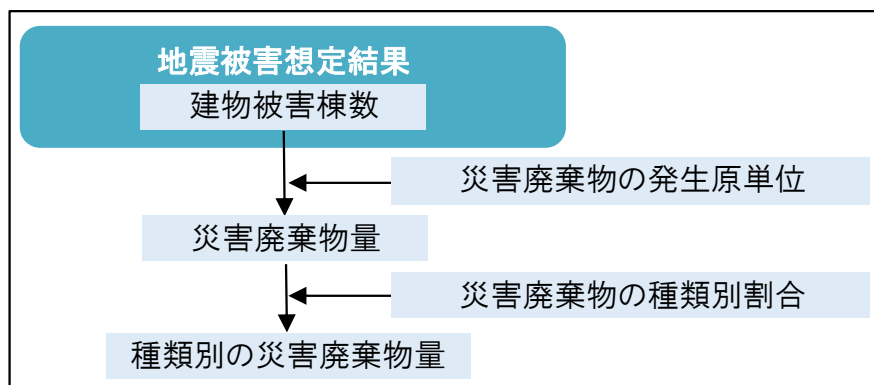 地震被害想定結果
建物被害棟数
災害廃棄物の発生原単位
災害廃棄物量
災害廃棄物の種類別割合
種類別の災害廃棄物量